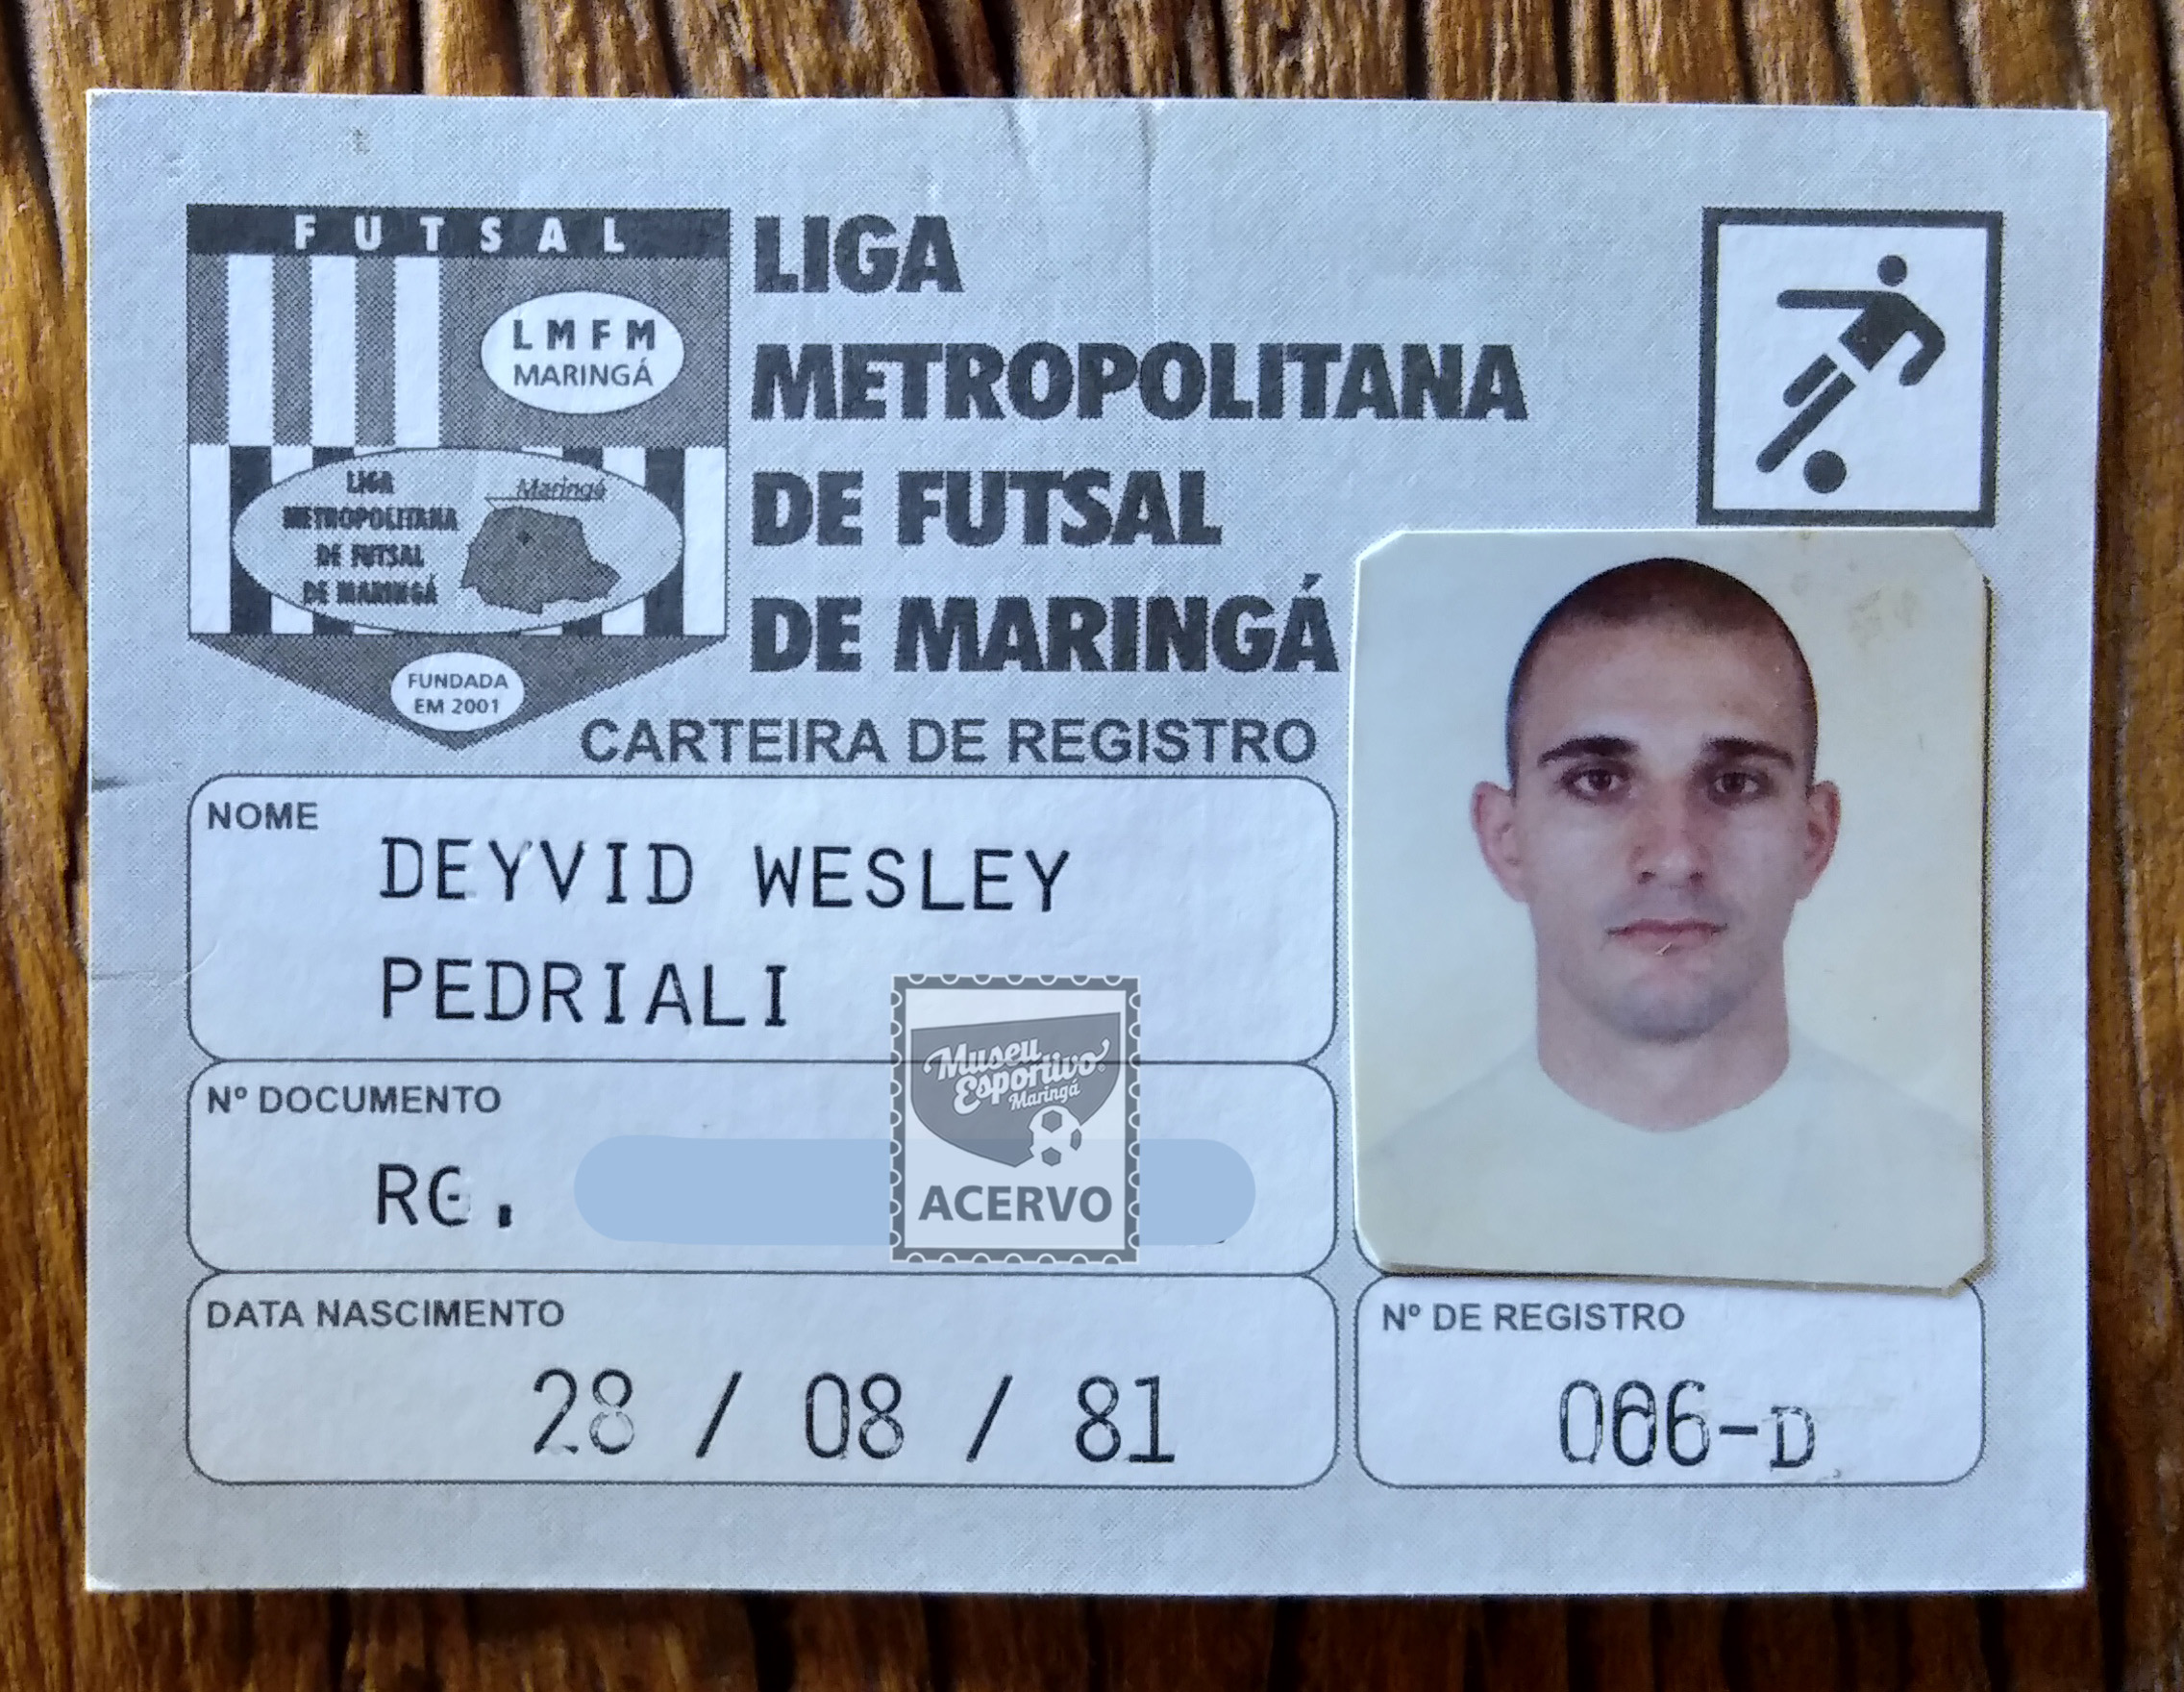 FUTSAL
LMFM
MARINGÁ
LIGA
METROPOLITANA
DE FUTSAL
DE MARINGÁ
Maringá
FUNDADA
EM 2001
LIGA
METROPOLITANA
DE FUTSAL
DE MARINGÁ
CARTEIRA DE REGISTRO
NOME
DEYVID WESLEY
PEDRIALI
Nº DOCUMENTO
RG.
Museu
Esportivo
Maringá
ACERVO
DATA NASCIMENTO
28 / 08 / 81
Nº DE REGISTRO
066-D